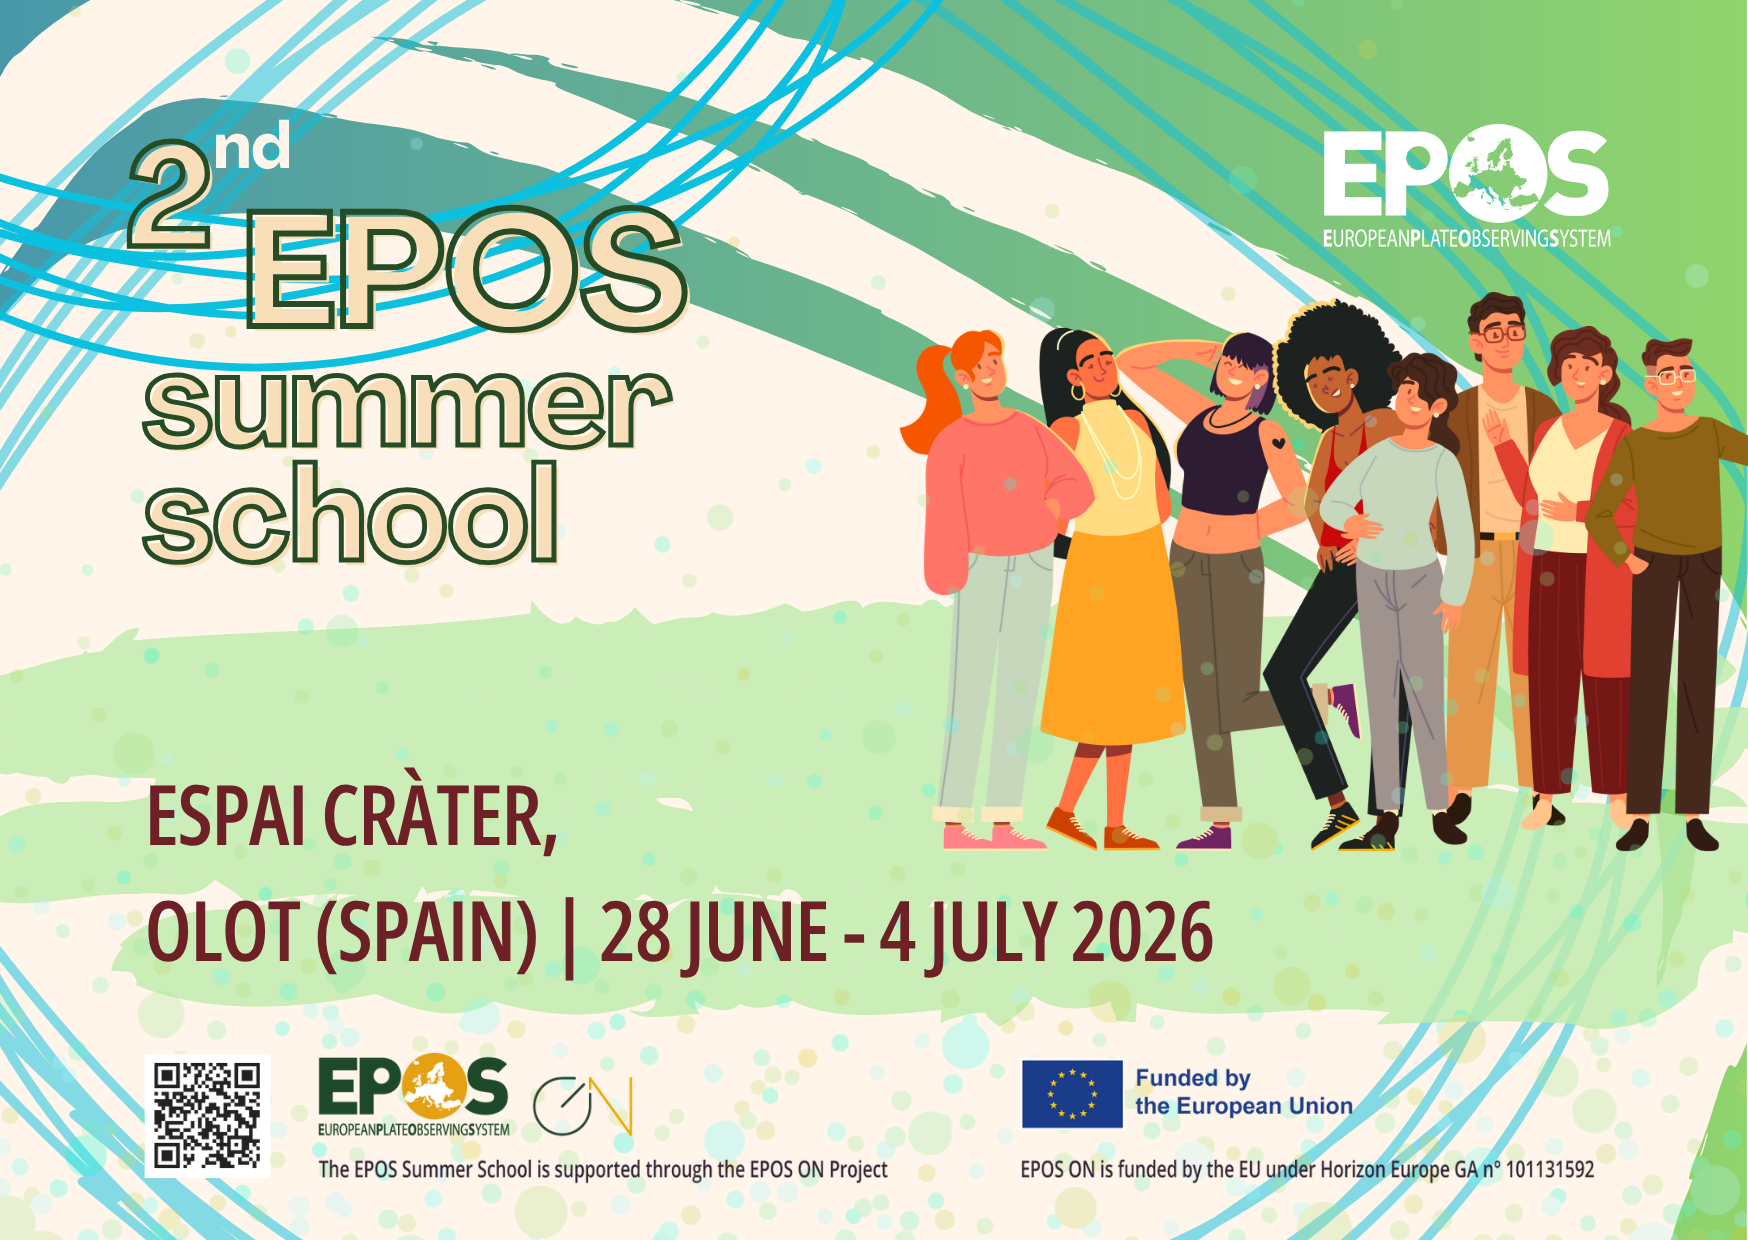 2nd
EPOS
summer
school
EPOS
EUROPEANPLATEOBSERVINGSYSTEM
ESPAI CRÀTER,
OLOT (SPAIN) | 28 JUNE - 4 JULY 2026
EPOS ON
EUROPEANPLATEOBSERVINGSYSTEM
The EPOS Summer School is supported through the EPOS ON Project
Funded by
the European Union
EPOS ON is funded by the EU under Horizon Europe GA n° 101131592